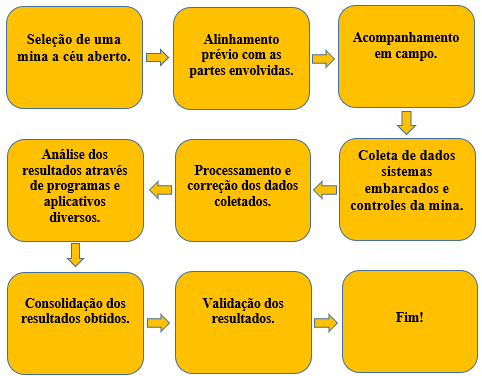 Seleção de uma
mina a céu aberto.
Alinhamento
prévio com as
partes envolvidas.
Acompanhamento
em campo.
Coleta de dados
sistemas
embarcados e
controles da mina.
Processamento e
correção dos dados
coletados.
Análise dos
resultados através
de programas e
aplicativos
diversos.
Consolidação dos
resultados obtidos.
Validação dos
resultados.
Fim!